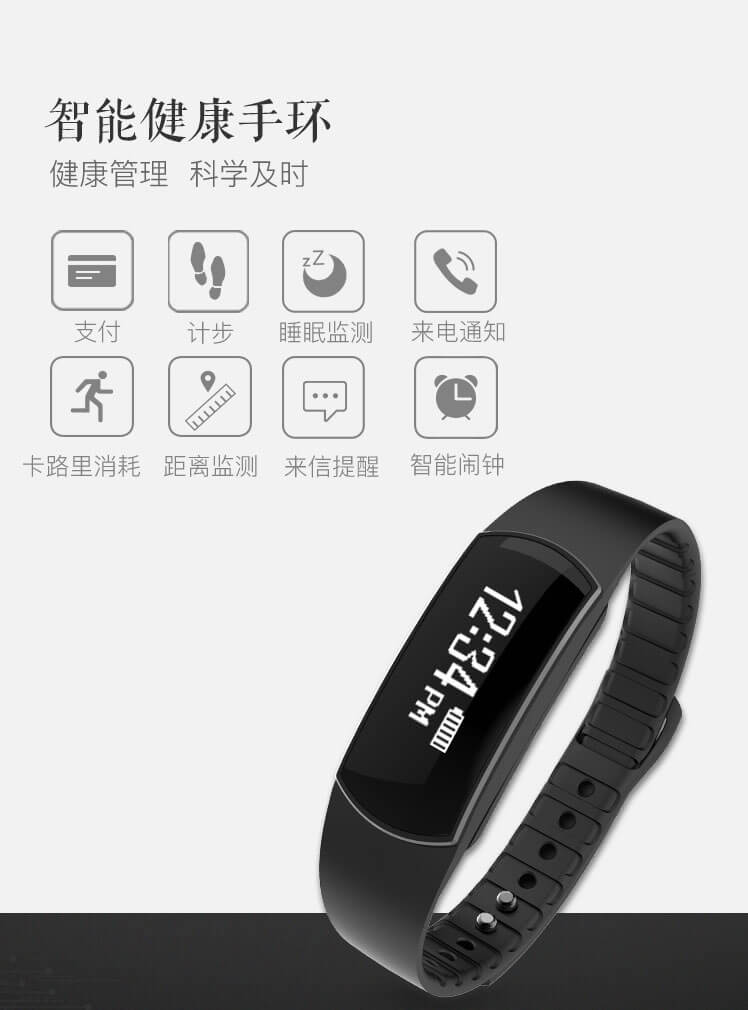 智能健康手环
健康管理 科学及时
zZ
支付 计步 睡眠监测 来电通知
卡路里消耗 距离监测 来信提醒 智能闹钟
12:34
PM